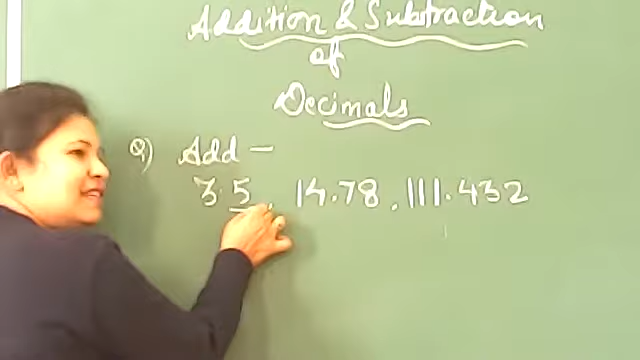 Addition & Subtraction
of
Decimals
Q) Add -
3.5, 14.78, 111.432